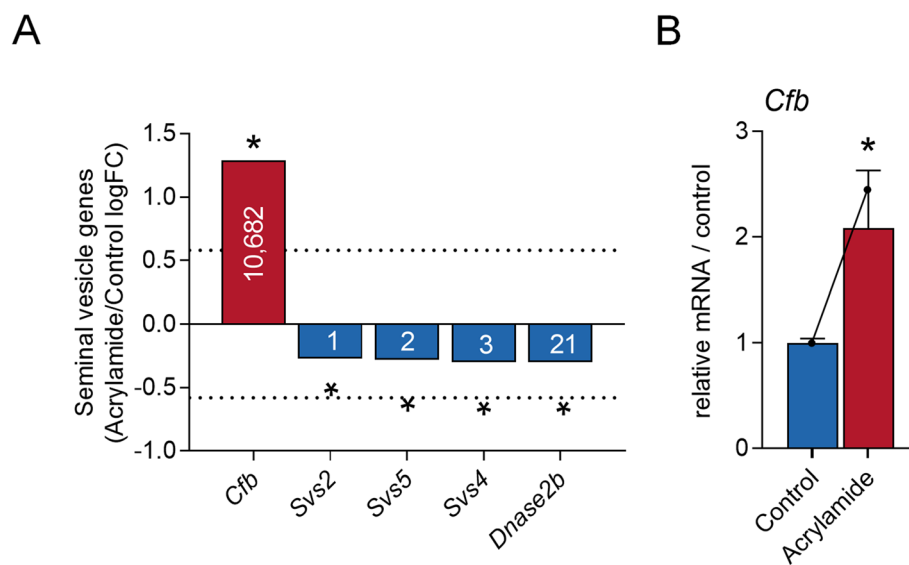 A
Seminal vesicle genes
(Acrylamide/Control logFC)
1.5
1.0
0.5
0.0
-0.5
-1.0
*
10,682
1
2
3
21
*
*
*
*
Cfb
Svs2
Svs5
Svs4
Dnase2b
B
Cfb
relative mRNA / control
3
2
1
0
*
Control
Acrylamide